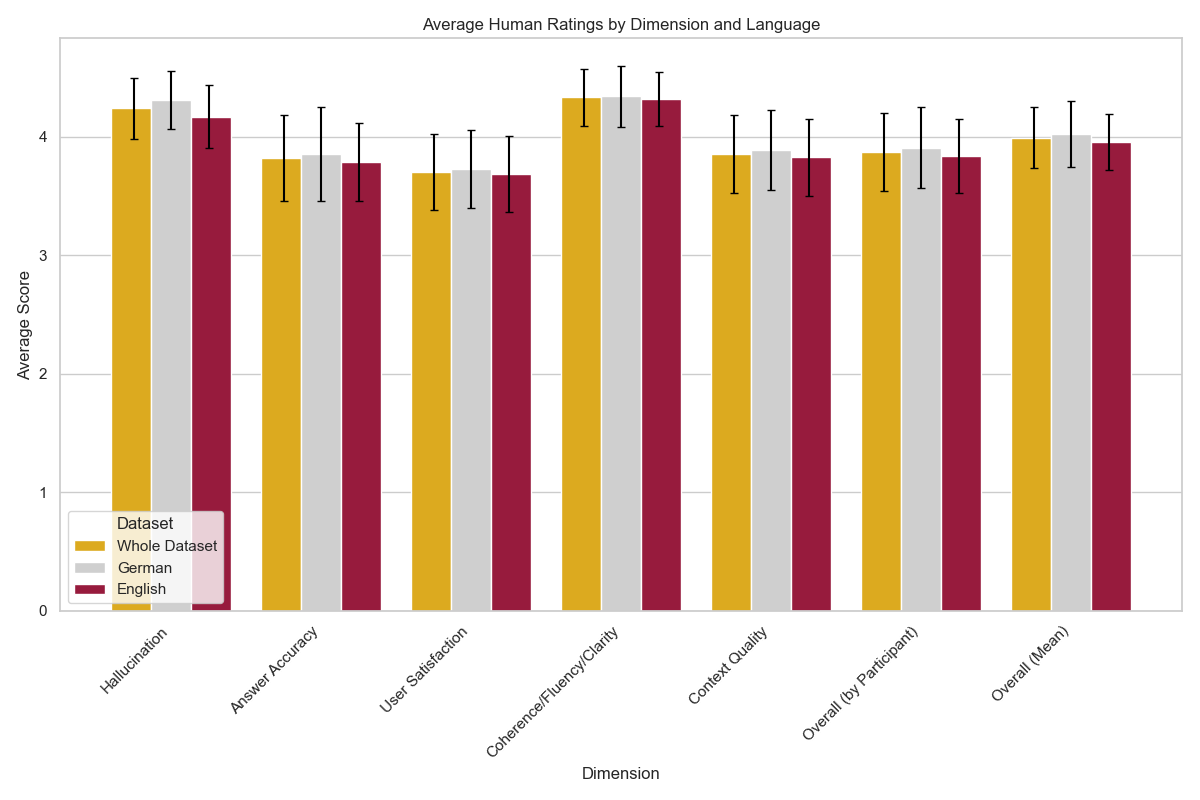 Average Human Ratings by Dimension and Language
Average Score
4
3
2
1
0
Dataset
Whole Dataset
German
English
Hallucination
Answer Accuracy
User Satisfaction
Coherence/Fluency/Clarity
Context Quality
Overall (by Participant)
Overall (Mean)
Dimension